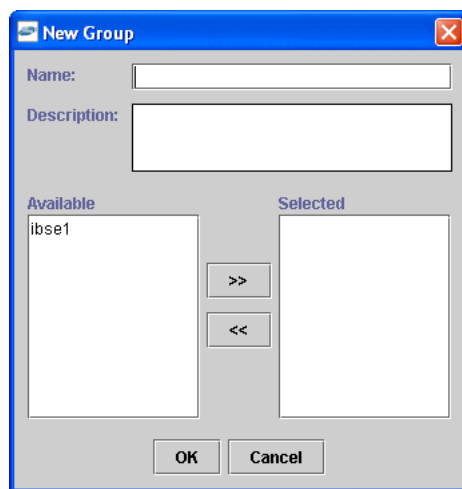 New Group
Name:
Description:
Available Selected
ibse1
>>
<<
OK Cancel